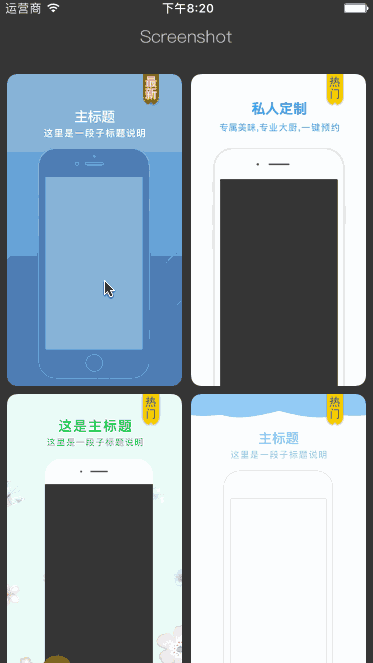 运营商 下午8:20
Screenshot
最新
主标题
这里是一段子标题说明
热门
私人定制
专属美味,专业大厨,一键预约
热门
这是主标题
这里是一段子标题说明
热门
主标题
这里是一段子标题说明